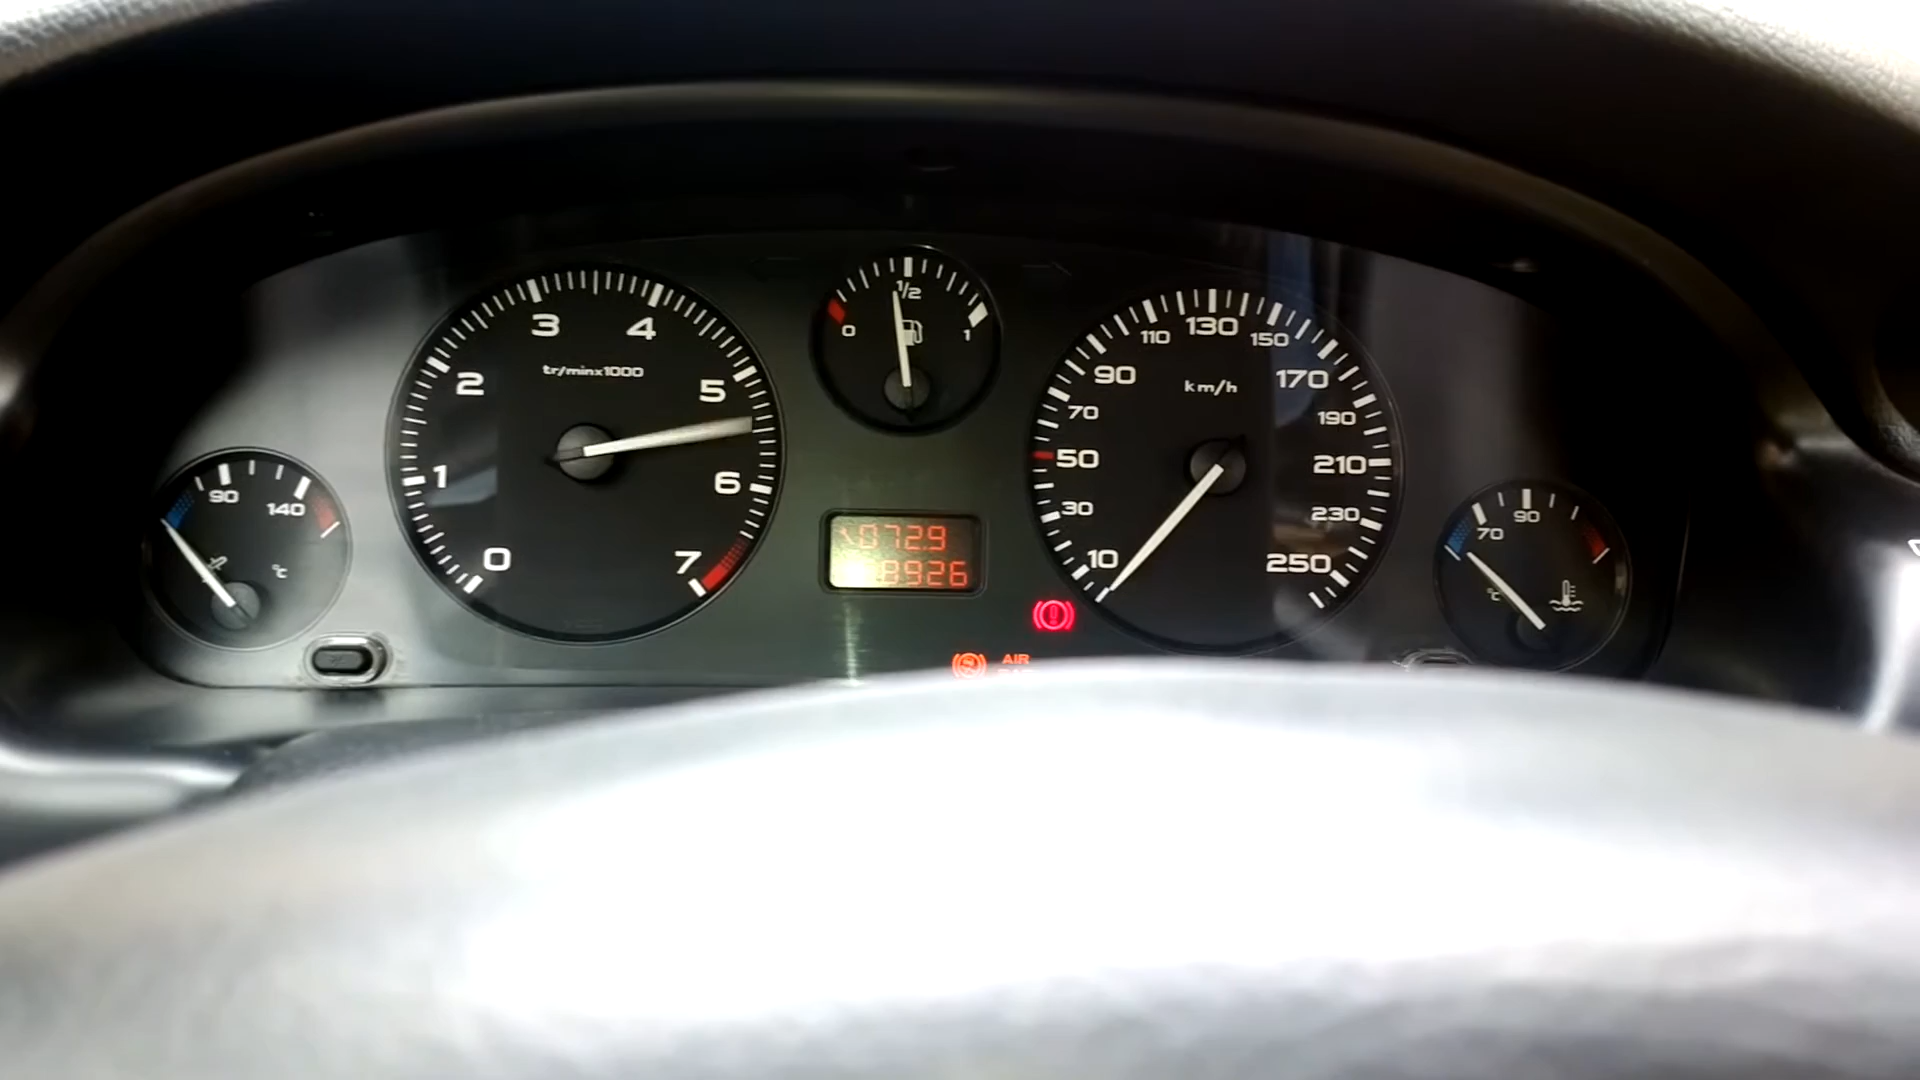 90 140
°C
0 1 2 3 4 5 6 7
tr/minx1000
0 1/2 1
0729
8926
10 30 50 70 90 110 130 150 170 190 210 230 250
km/h
70 90
°C
AIR